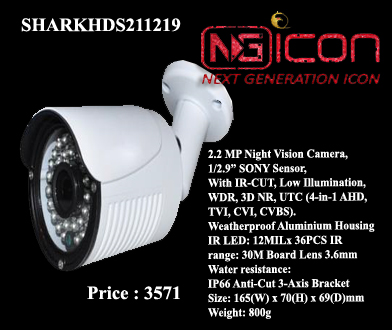 SHARKHDS211219
NG icon
NEXT GENERATION ICON
2.2 MP Night Vision Camera,
1/2.9” SONY Sensor,
With IR-CUT, Low Illumination,
WDR, 3D NR, UTC (4-in-1 AHD,
TVI, CVI, CVBS).
Weatherproof Aluminium Housing
IR LED: 12MILx 36PCS IR
range: 30M Board Lens 3.6mm
Water resistance:
IP66 Anti-Cut 3-Axis Bracket
Size: 165(W) x 70(H) x 69(D)mm
Weight: 800g
Price : 3571